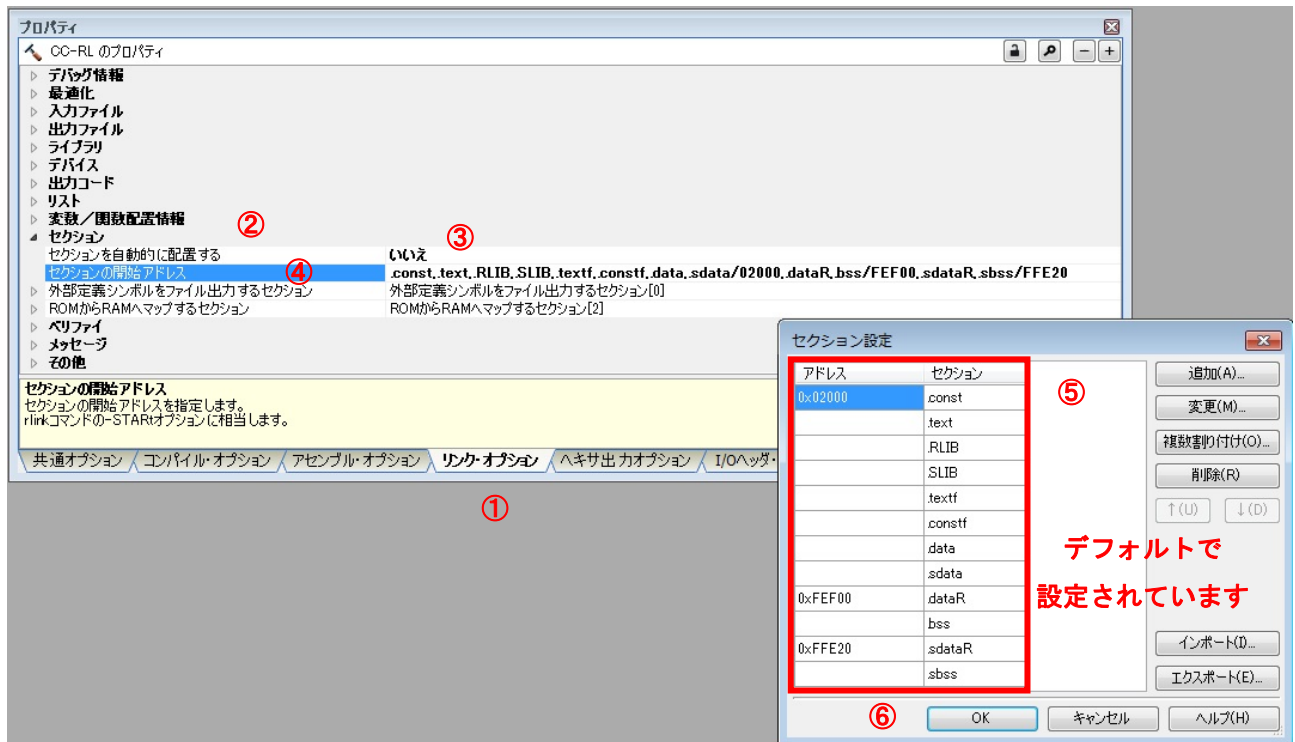 プロパティ
CC-RL のプロパティ
デバッグ情報
最適化
入力ファイル
出力ファイル
ライブラリ
デバイス
出力コード
リスト
変数／関数配置情報
②
セクション
③
セクションを自動的に配置する いいえ
セクションの開始アドレス ④ .const,.text,.RLIB,.SLIB,.textf,.constf,.data,.sdata/02000,.dataR,.bss/FEF00,.sdataR,.sbss/FFE20
外部定義シンボルをファイル出力するセクション 外部定義シンボルをファイル出力するセクション[0]
ROMからRAMへマップするセクション ROMからRAMへマップするセクション[2]
ベリファイ
メッセージ
その他
セクションの開始アドレス
セクションの開始アドレスを指定します。
rlinkコマンドの-STARtオプションに相当します。
共通オプション コンパイル・オプション アセンブル・オプション リンク・オプション ヘキサ出力オプション I/Oヘッダ・
①
セクション設定
アドレス セクション
0x02000 .const
.text
.RLIB
.SLIB
.textf
.constf
.data
.sdata
0xFEF00 .dataR
.bss
0xFFE20 .sdataR
.sbss
⑤
デフォルトで
設定されています
追加(A)...
変更(M)...
複数割り付け(O)...
削除(R)
↑(U) ↓(D)
インポート(I)...
エクスポート(E)...
⑥
OK キャンセル ヘルプ(H)